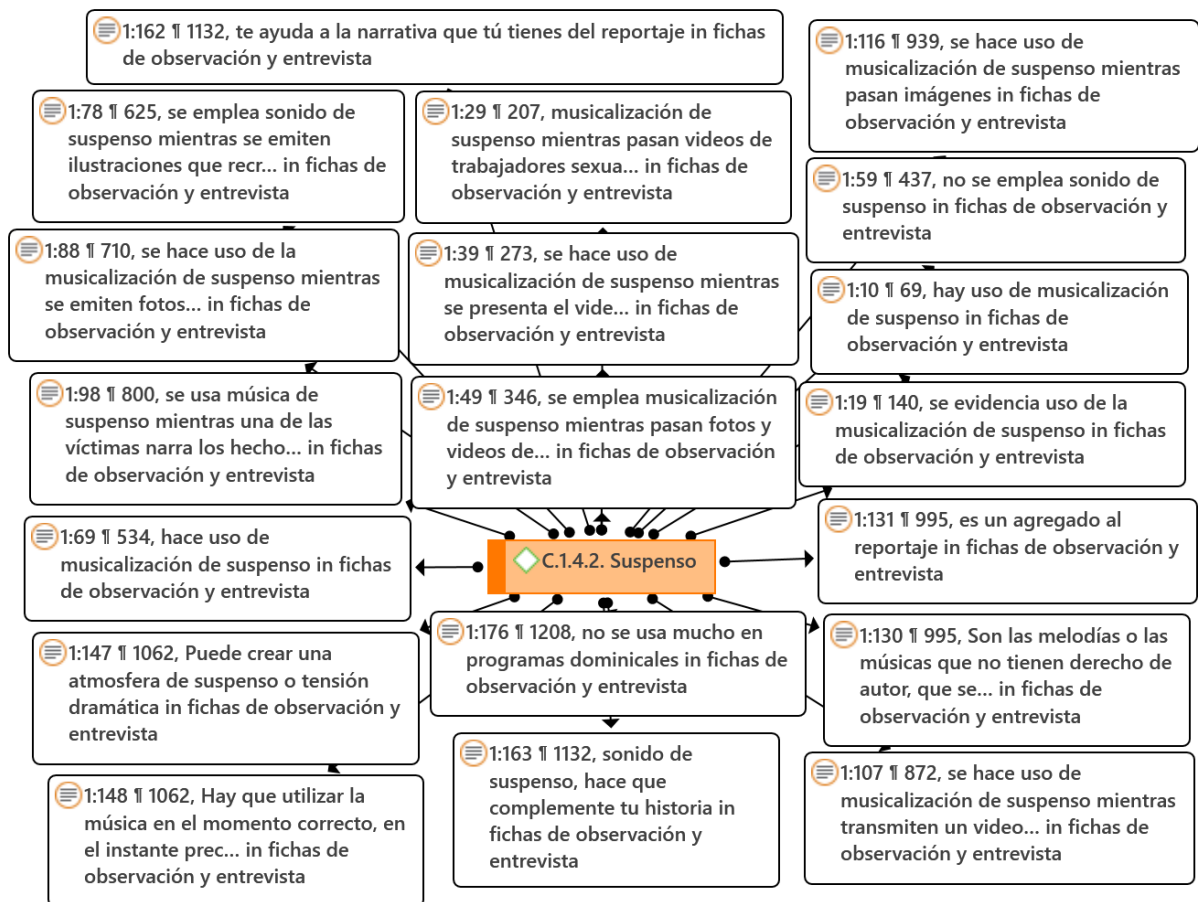 1:162 ¶ 1132, te ayuda a la narrativa que tú tienes del reportaje in fichas
de observación y entrevista
1:78 ¶ 625, se emplea sonido de
suspenso mientras se emiten
ilustraciones que recr... in fichas de
observación y entrevista
1:29 ¶ 207, musicalización de
suspenso mientras pasan videos de
trabajadores sexua... in fichas de
observación y entrevista
1:116 ¶ 939, se hace uso de
musicalización de suspenso mientras
pasan imágenes in fichas de
observación y entrevista
1:59 ¶ 437, no se emplea sonido de
suspenso in fichas de observación y
entrevista
1:88 ¶ 710, se hace uso de la
musicalización de suspenso mientras
se emiten fotos... in fichas de
observación y entrevista
1:39 ¶ 273, se hace uso de
musicalización de suspenso mientras
se presenta el vide... in fichas de
observación y entrevista
1:10 ¶ 69, hay uso de musicalización
de suspenso in fichas de
observación y entrevista
1:98 ¶ 800, se usa música de
suspenso mientras una de las
víctimas narra los hecho... in fichas
de observación y entrevista
1:49 ¶ 346, se emplea musicalización
de suspenso mientras pasan fotos y
videos de... in fichas de observación
y entrevista
1:19 ¶ 140, se evidencia uso de la
musicalización de suspenso in fichas
de observación y entrevista
1:69 ¶ 534, hace uso de
musicalización de suspenso in fichas
de observación y entrevista
C.1.4.2. Suspenso
1:131 ¶ 995, es un agregado al
reportaje in fichas de observación y
entrevista
1:147 ¶ 1062, Puede crear una
atmosfera de suspenso o tensión
dramática in fichas de observación y
entrevista
1:176 ¶ 1208, no se usa mucho en
programas dominicales in fichas de
observación y entrevista
1:130 ¶ 995, Son las melodías o las
músicas que no tienen derecho de
autor, que se... in fichas de
observación y entrevista
1:148 ¶ 1062, Hay que utilizar la
música en el momento correcto, en
el instante prec... in fichas de
observación y entrevista
1:163 ¶ 1132, sonido de
suspenso, hace que
complemente tu historia in
fichas de observación y
entrevista
1:107 ¶ 872, se hace uso de
musicalización de suspenso mientras
transmiten un video... in fichas de
observación y entrevista